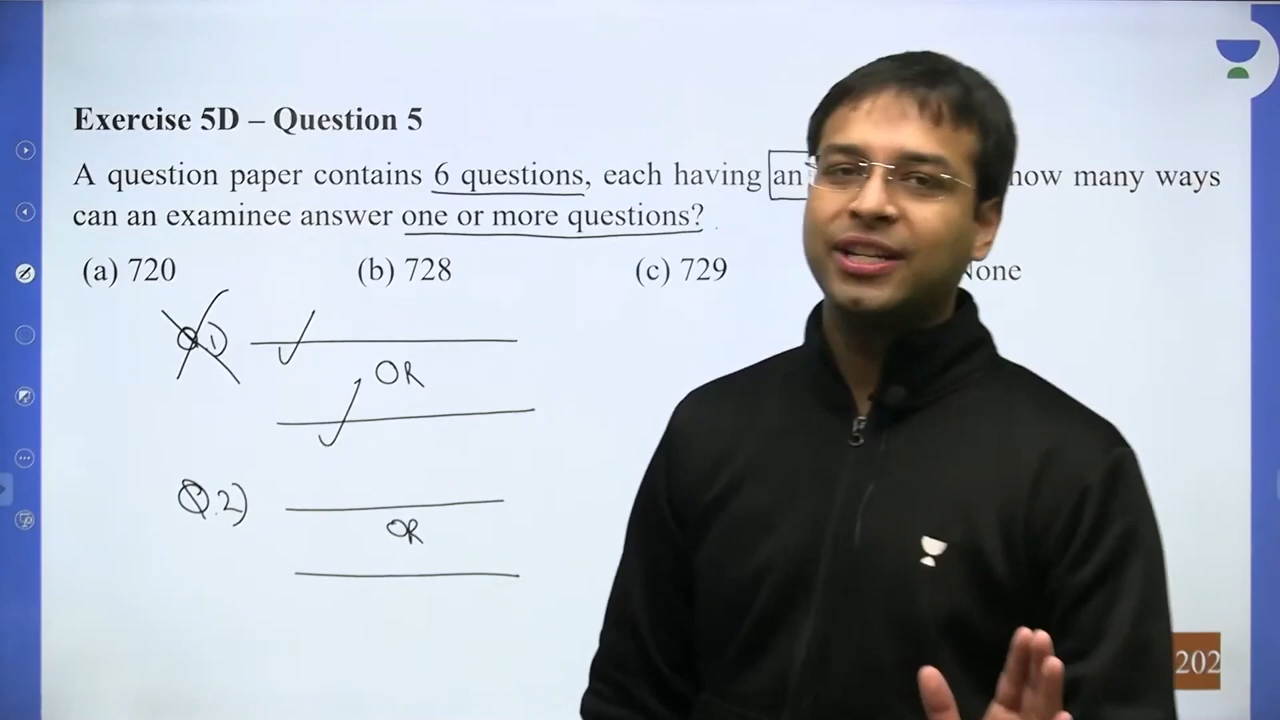 Exercise 5D – Question 5
A question paper contains 6 questions, each having an how many ways
can an examinee answer one or more questions?
(a) 720 (b) 728 (c) 729 None
Q1)
OR
Q.2)
OR
202